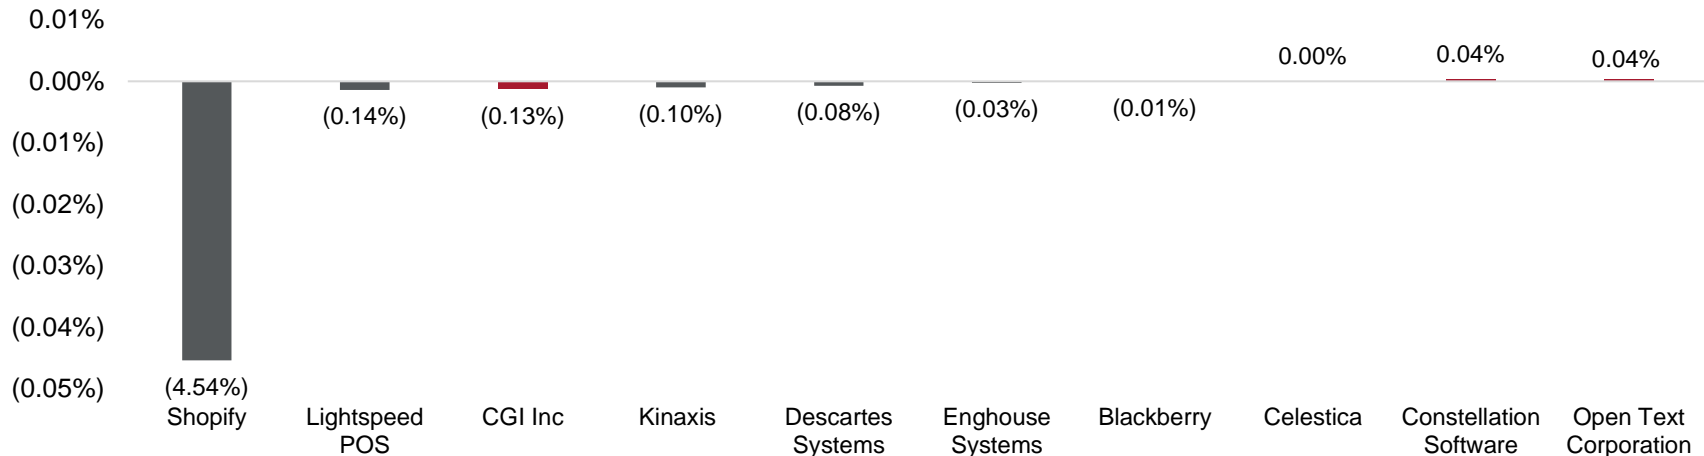 0.01%
0.00%
(0.01%)
(0.02%)
(0.03%)
(0.04%)
(0.05%)
(4.54%)
(0.14%)
(0.13%)
(0.10%)
(0.08%)
(0.03%)
(0.01%)
0.00%
0.04%
0.04%
Shopify
Lightspeed
POS
CGI Inc
Kinaxis
Descartes
Systems
Enghouse
Systems
Blackberry
Celestica
Constellation
Software
Open Text
Corporation